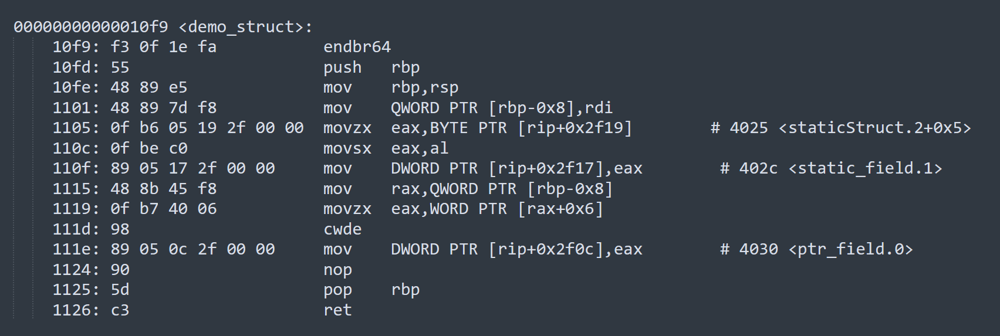 00000000000010f9 <demo_struct>:
    10f9: f3 0f 1e fa           endbr64
    10fd: 55                    push   rbp
    10fe: 48 89 e5              mov    rbp,rsp
    1101: 48 89 7d f8           mov    QWORD PTR [rbp-0x8],rdi
    1105: 0f b6 05 19 2f 00 00  movzx  eax,BYTE PTR [rip+0x2f19]        # 4025 <staticStruct.2+0x5>
    110c: 0f be c0              movsx  eax,al
    110f: 89 05 17 2f 00 00     mov    DWORD PTR [rip+0x2f17],eax        # 402c <static_field.1>
    1115: 48 8b 45 f8           mov    rax,QWORD PTR [rbp-0x8]
    1119: 0f b7 40 06           movzx  eax,WORD PTR [rax+0x6]
    111d: 98                    cwde
    111e: 89 05 0c 2f 00 00     mov    DWORD PTR [rip+0x2f0c],eax        # 4030 <ptr_field.0>
    1124: 90                    nop
    1125: 5d                    pop    rbp
    1126: c3                    ret